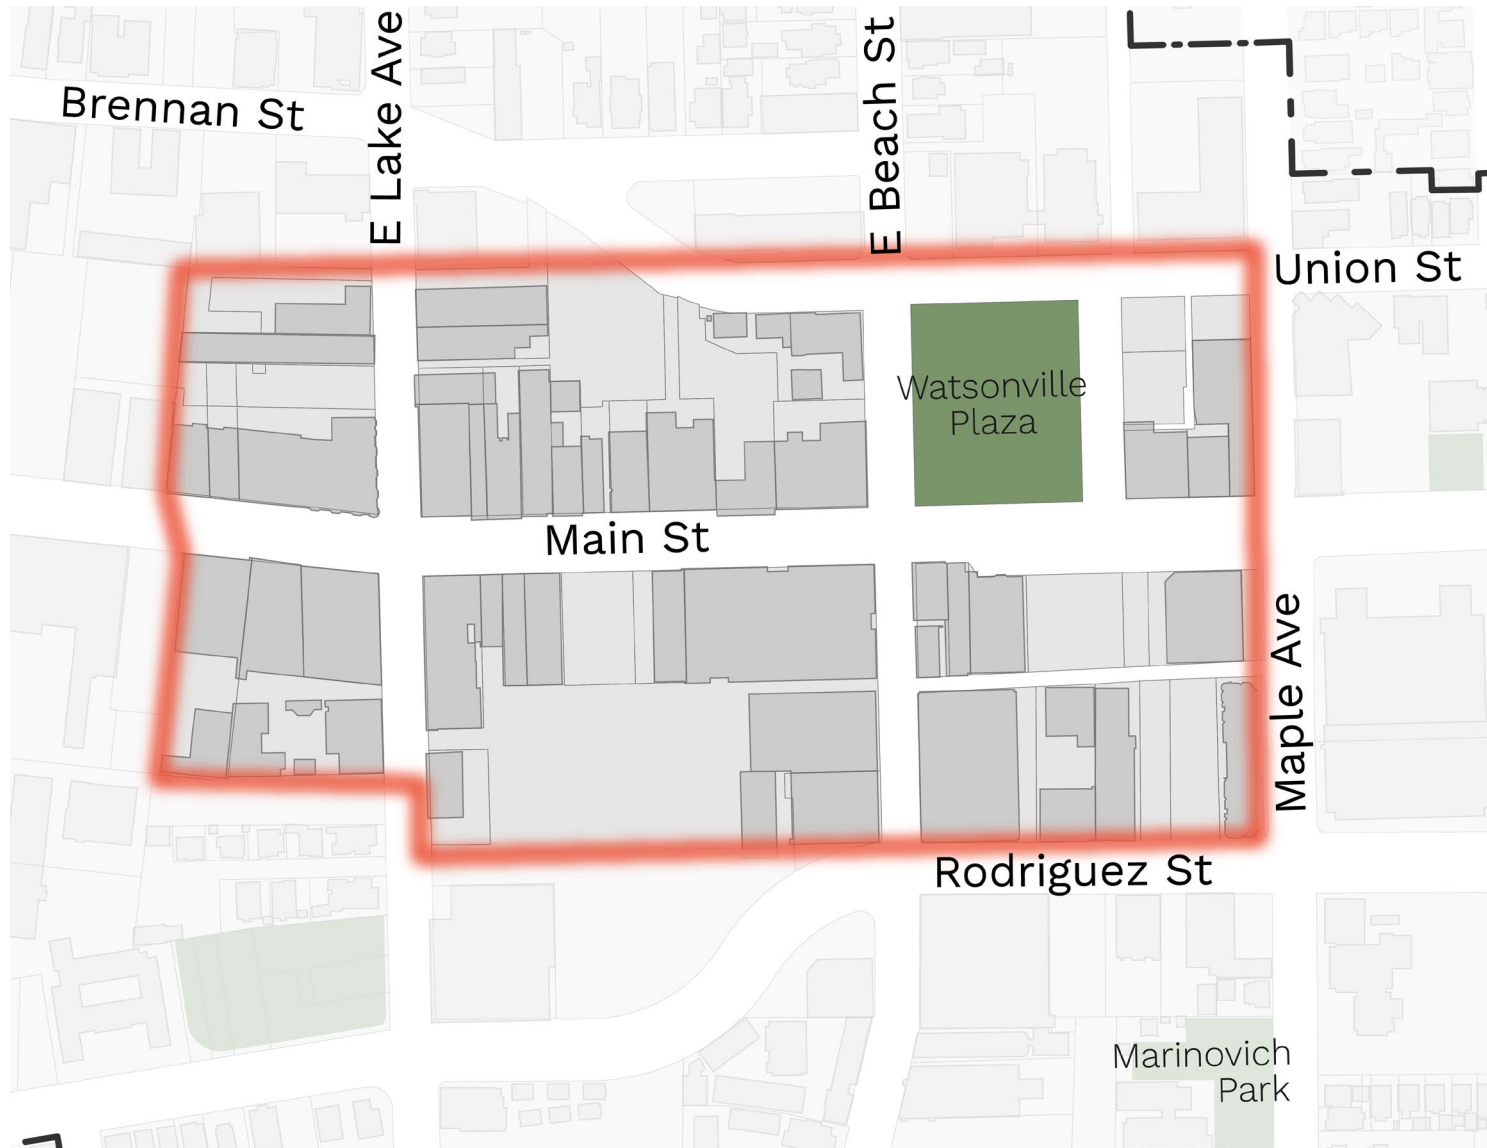 E Lake Ave
E Beach St
Brennan St
Union St
Watsonville
Plaza
Main St
Maple Ave
Rodriguez St
Marinovich
Park